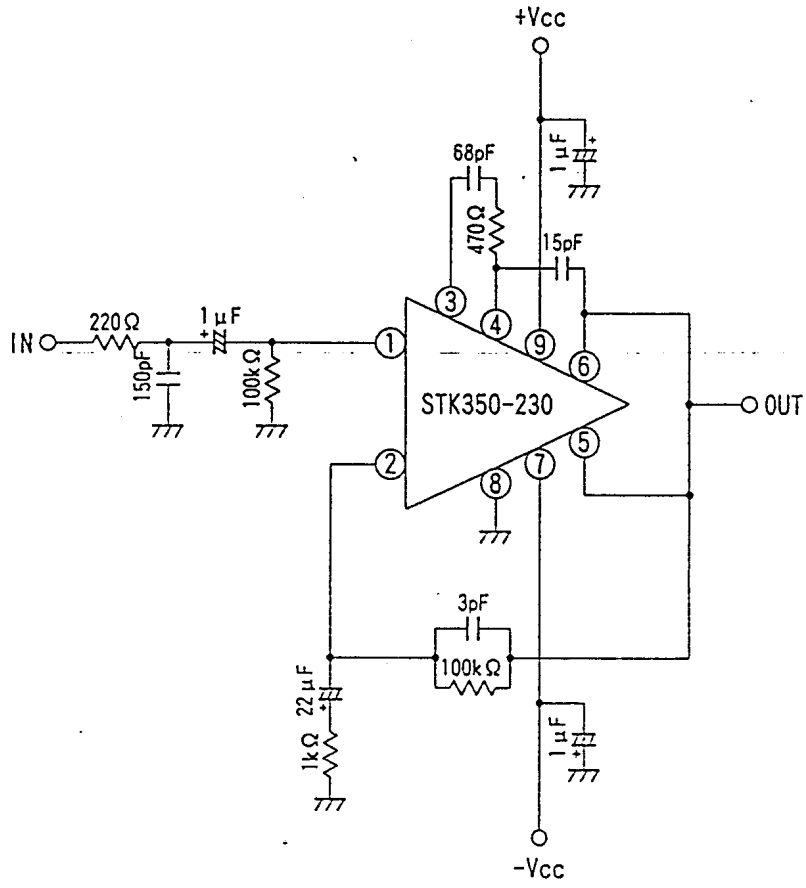 +Vcc
1μF
+
68pF
470Ω
15pF
3
4
9
6
220Ω
1μF
+
IN
1
150pF
100kΩ
STK350-230
OUT
2
5
7
8
3pF
100kΩ
22μF
+
1kΩ
1μF
+
-Vcc